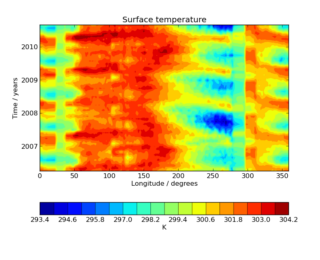 Surface temperature
2010
2009
2008
2007
Time / years
0 50 100 150 200 250 300 350
Longitude / degrees
293.4 294.6 295.8 297.0 298.2 299.4 300.6 301.8 303.0 304.2
K